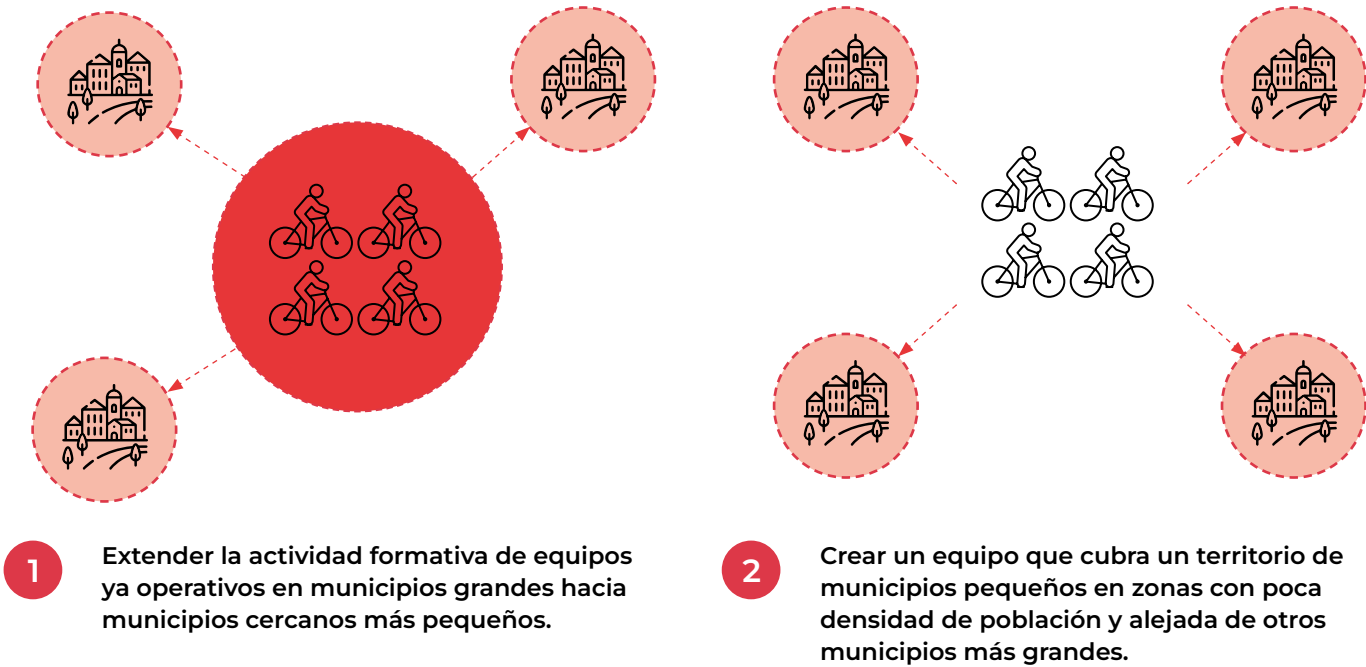 1
Extender la actividad formativa de equipos
ya operativos en municipios grandes hacia
municipios cercanos más pequeños.
2
Crear un equipo que cubra un territorio de
municipios pequeños en zonas con poca
densidad de población y alejada de otros
municipios más grandes.